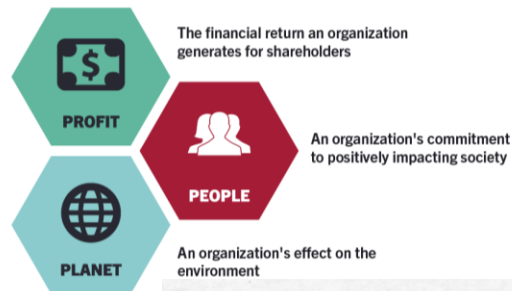 The financial return an organization
generates for shareholders
$
PROFIT
An organization's commitment
to positively impacting society
PEOPLE
An organization's effect on the
environment
PLANET